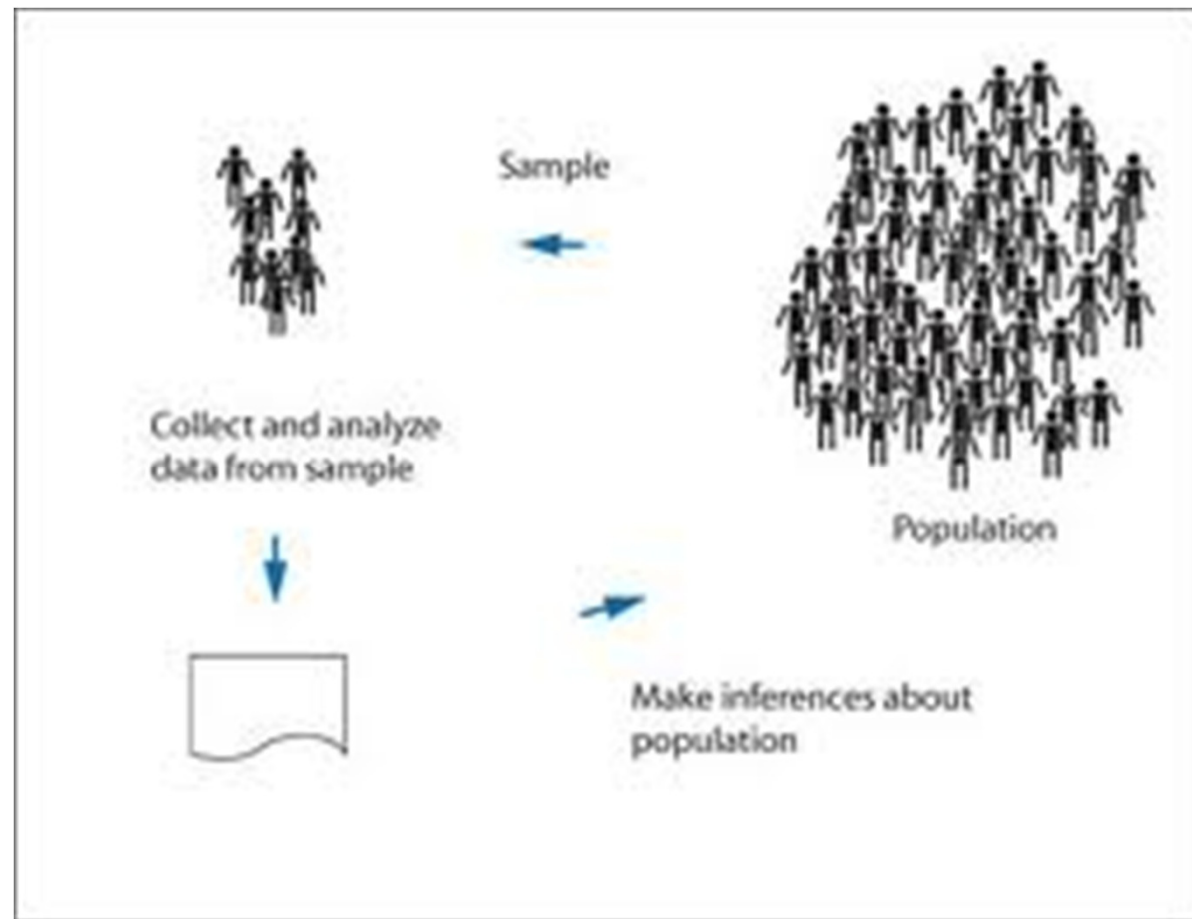 Sample
Collect and analyze
data from sample
Population
Make inferences about
population